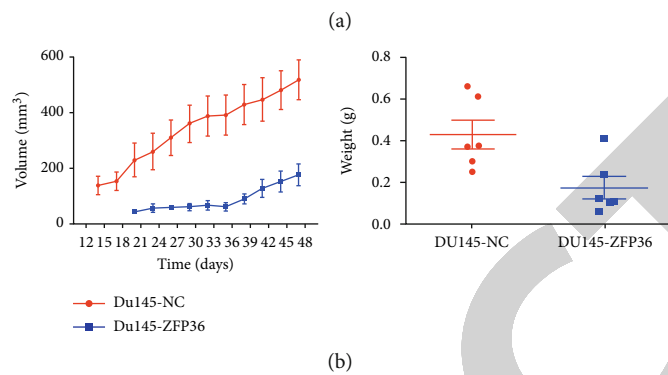 (a)
600
400
200
0
Volume (mm³)
12 15 18 21 24 27 30 33 36 39 42 45 48
Time (days)
Du145-NC
Du145-ZFP36
0.8
0.6
0.4
0.2
0.0
Weight (g)
DU145-NC DU145-ZFP36
(b)